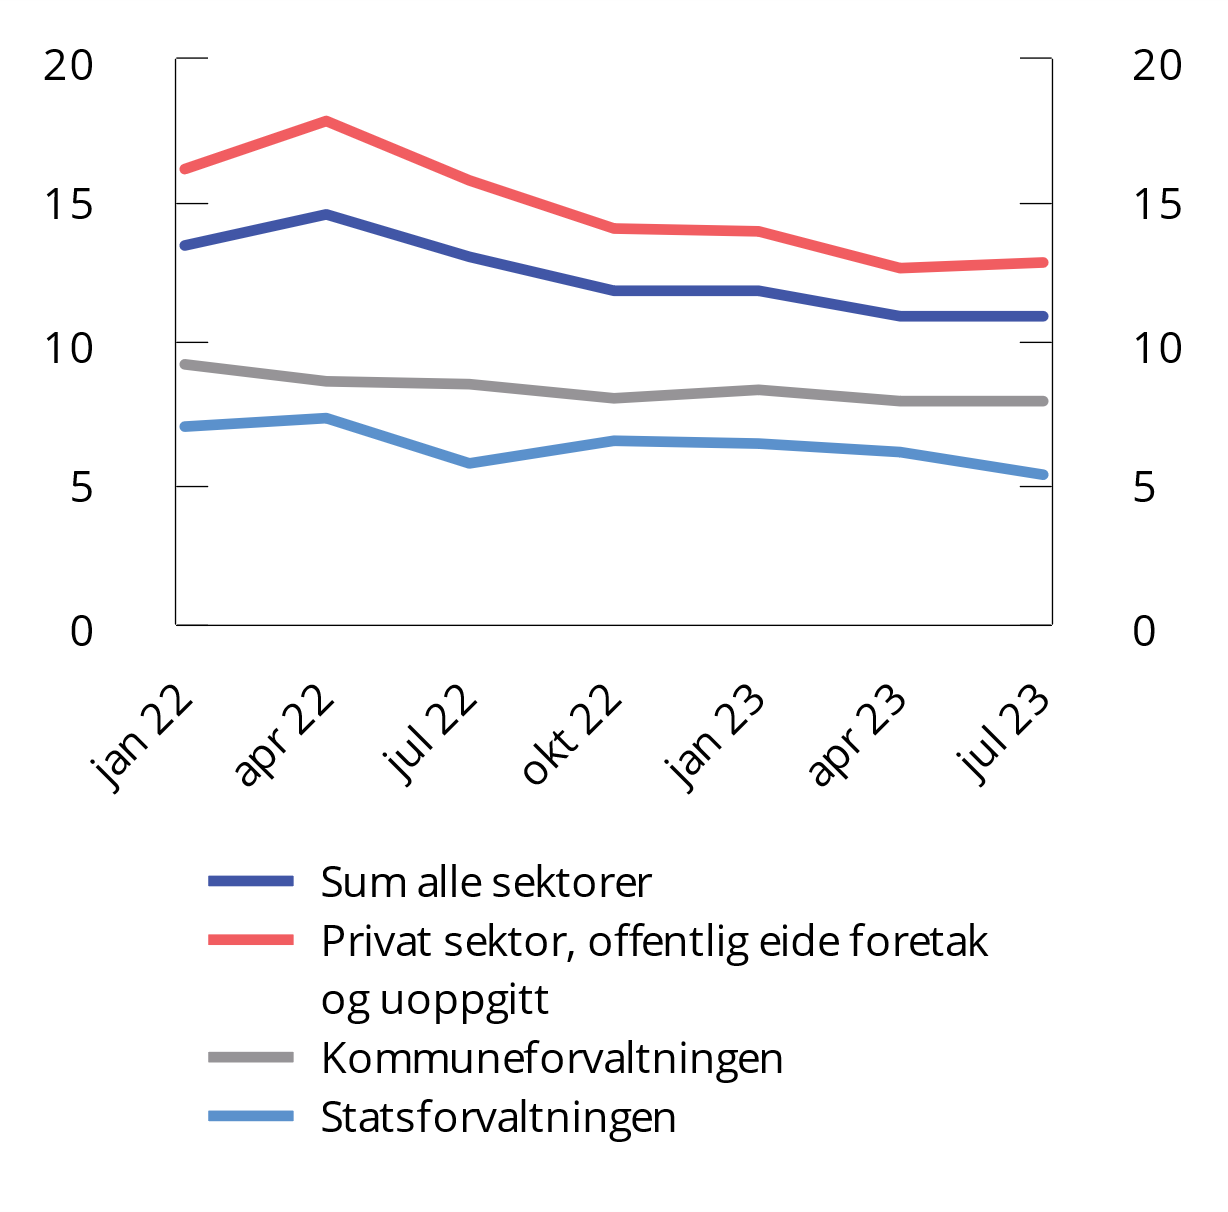 20 20
15 15
10 10
5 5
0 0
jan 22 apr 22 jul 22 okt 22 jan 23 apr 23 jul 23
Sum alle sektorer
Privat sektor, offentlig eide foretak
og uoppgitt
Kommuneforvaltningen
Statsforvaltningen